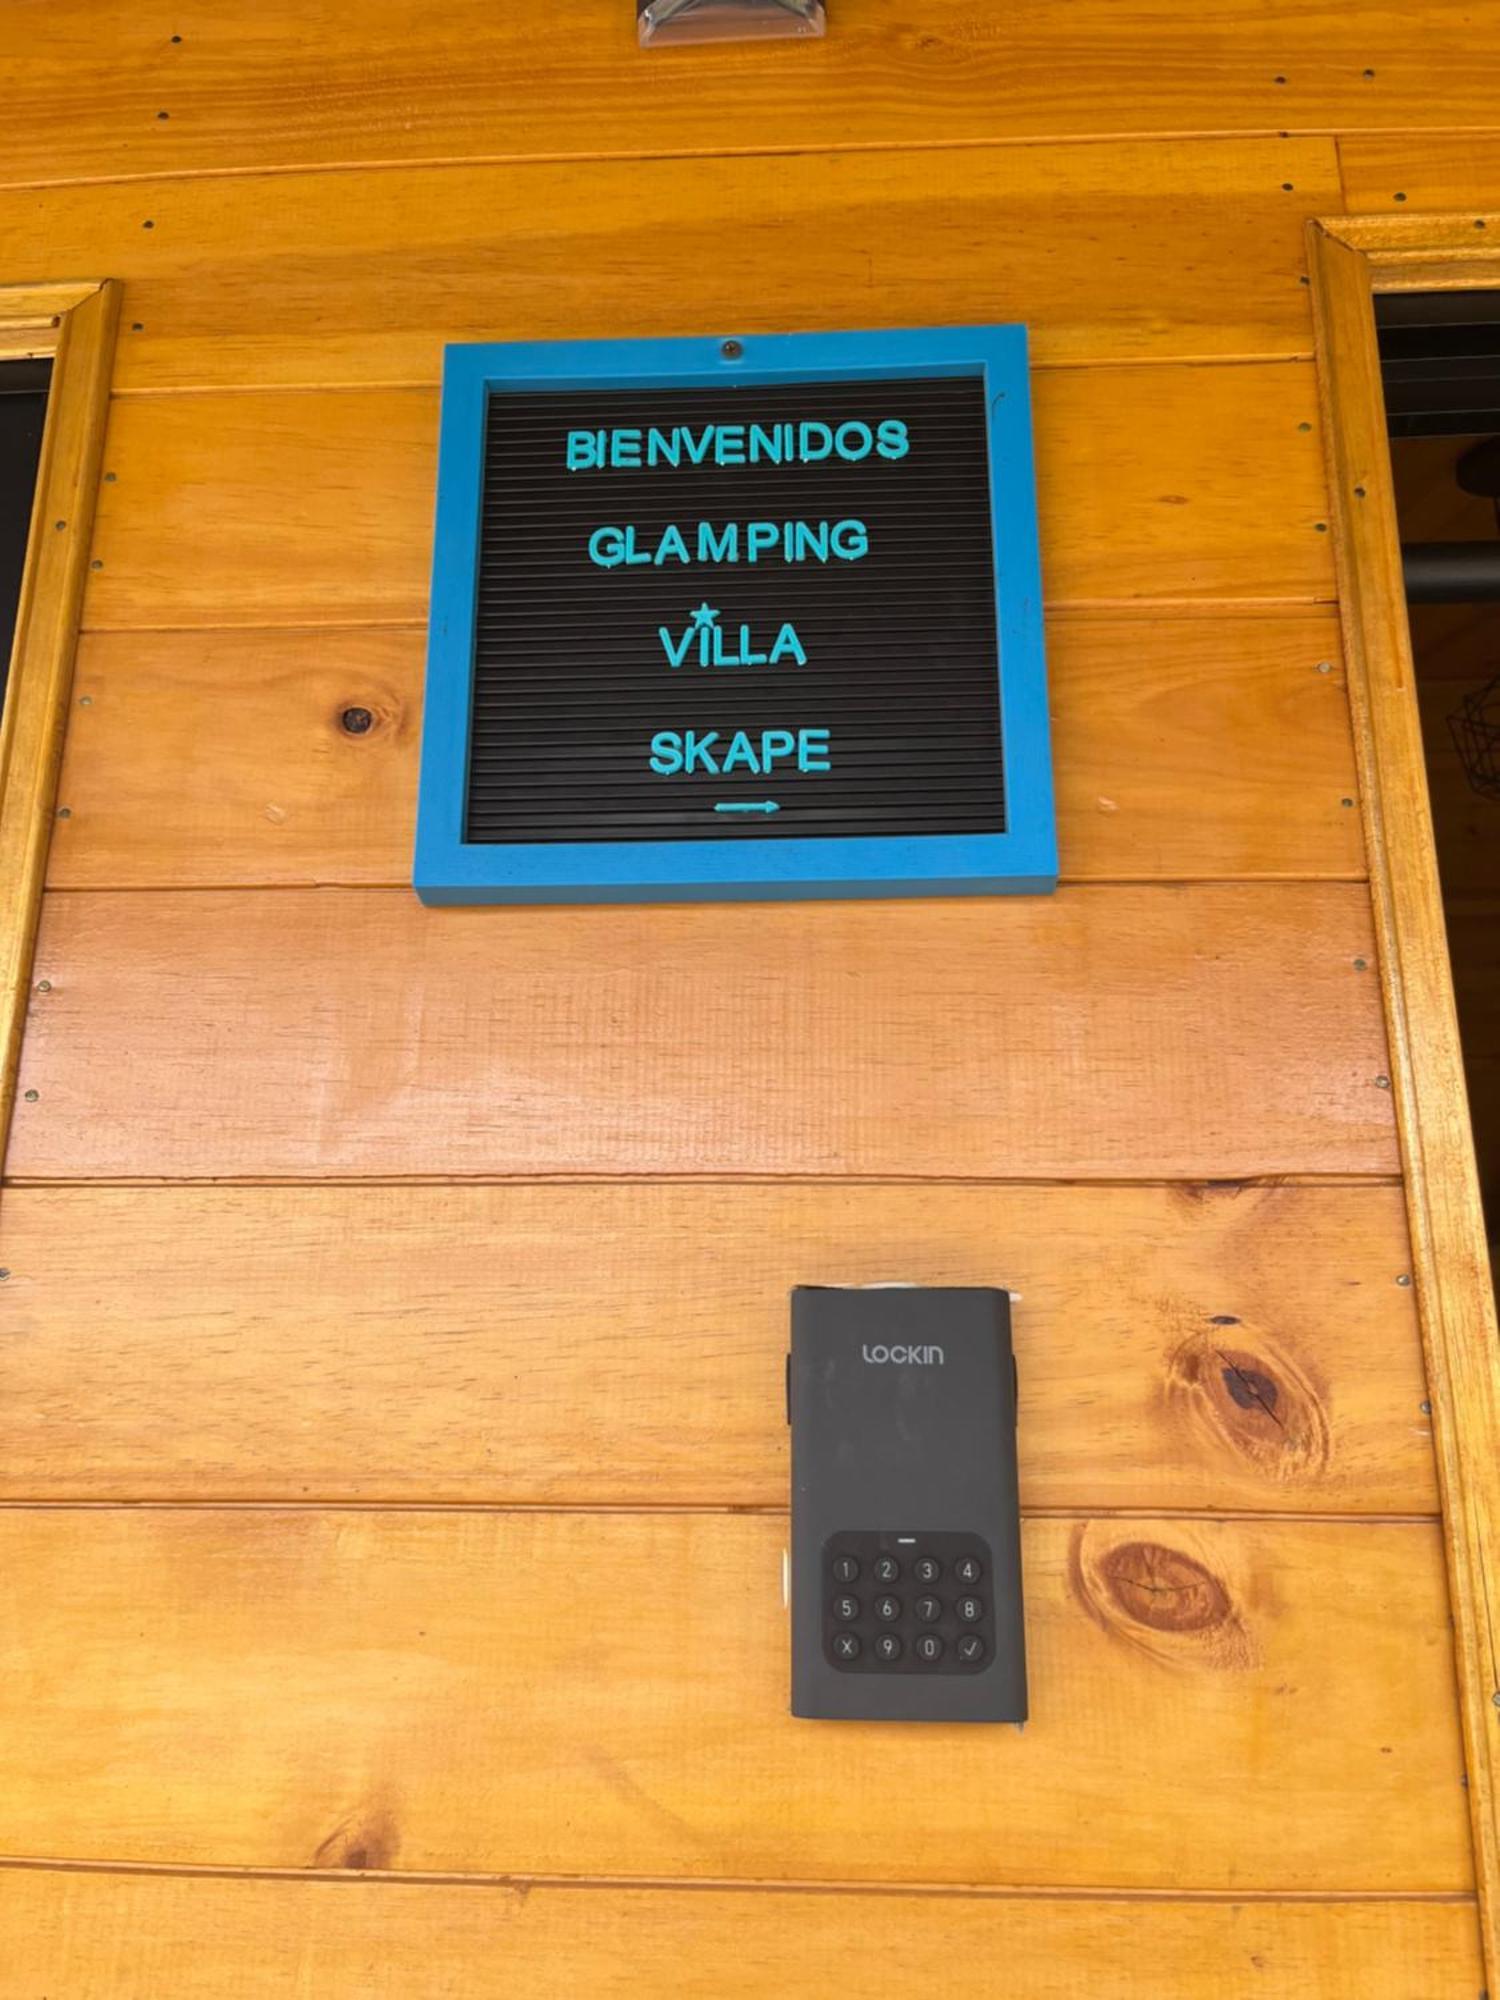 BIENVENIDOS
GLAMPING
VILLA
SKAPE
LOCKIN
1 2 3 4
5 6 7 8
X 9 0 ✓